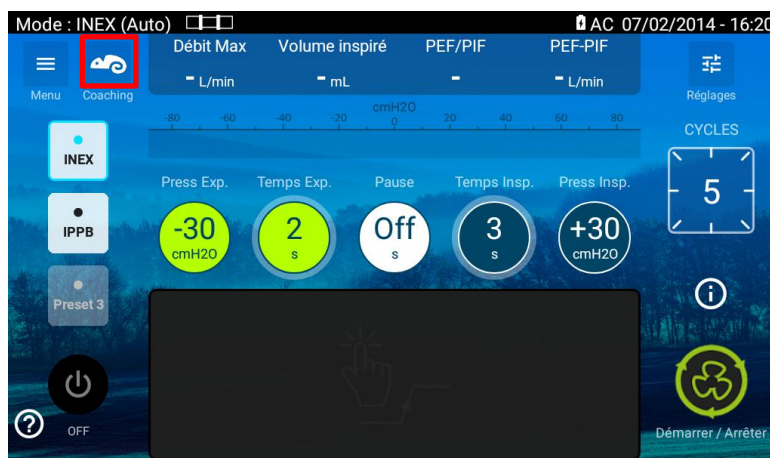 Mode : INEX (Auto) AC 07/02/2014 - 16:20
Débit Max Volume inspiré PEF/PIF PEF-PIF
- L/min - mL - - L/min
Menu Coaching Réglages
cmH2O
-80 -60 -40 -20 0 20 40 60 80
CYCLES
5
INEX
IPPB
Preset 3
Press Exp. Temps Exp. Pause Temps Insp. Press Insp.
-30 2 Off 3 +30
cmH2O s s s cmH2O
OFF
Démarrer / Arrêter